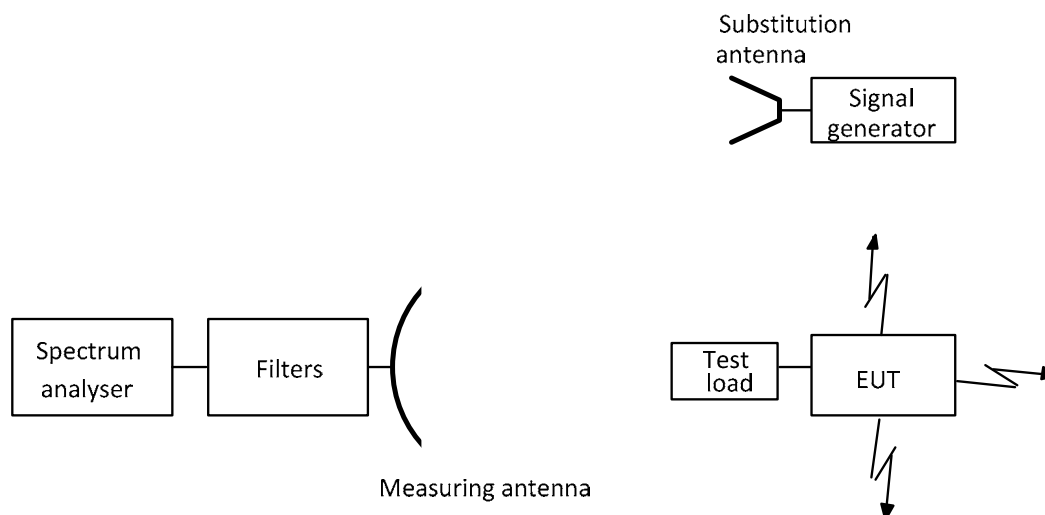 Substitution
antenna
Signal
generator
Spectrum
analyser
Filters
Test
load
EUT
Measuring antenna